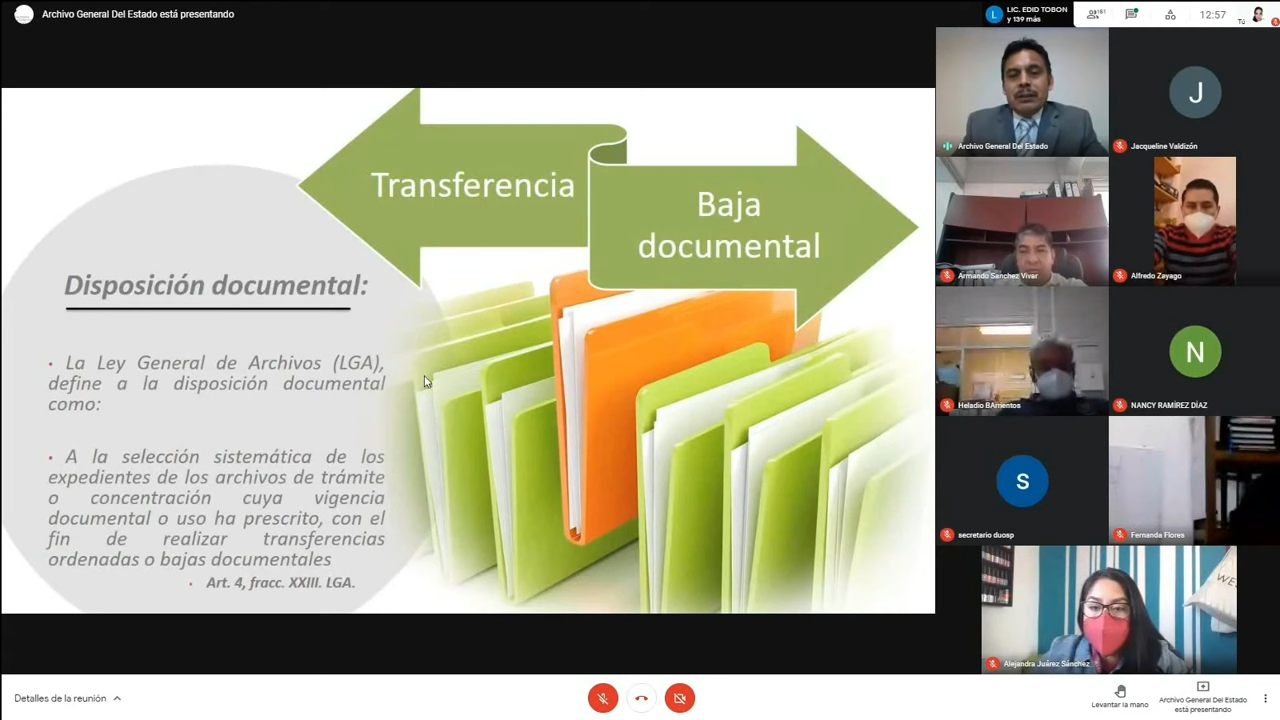 Archivo General Del Estado está presentando
LIC. EDID TOBON
y 139 más
161
12:57
Tú
Transferencia
Baja
documental
Disposición documental:
• La Ley General de Archivos (LGA),
define a la disposición documental
como:
• A la selección sistemática de los
expedientes de los archivos de trámite
o concentración cuya vigencia
documental o uso ha prescrito, con el
fin de realizar transferencias
ordenadas o bajas documentales
• Art. 4, fracc. XXIII. LGA.
Archivo General Del Estado
J
Jacqueline Valdizón
Armando Sanchez Vivar
Alfredo Zayago
Heladio BArrientos
N
NANCY RAMÍREZ DÌAZ
s
secretario duosp
Fernanda Flores
WE
Alejandra Juárez Sánchez
Detalles de la reunión
Levantar la mano
Archivo General Del Estado
está presentando